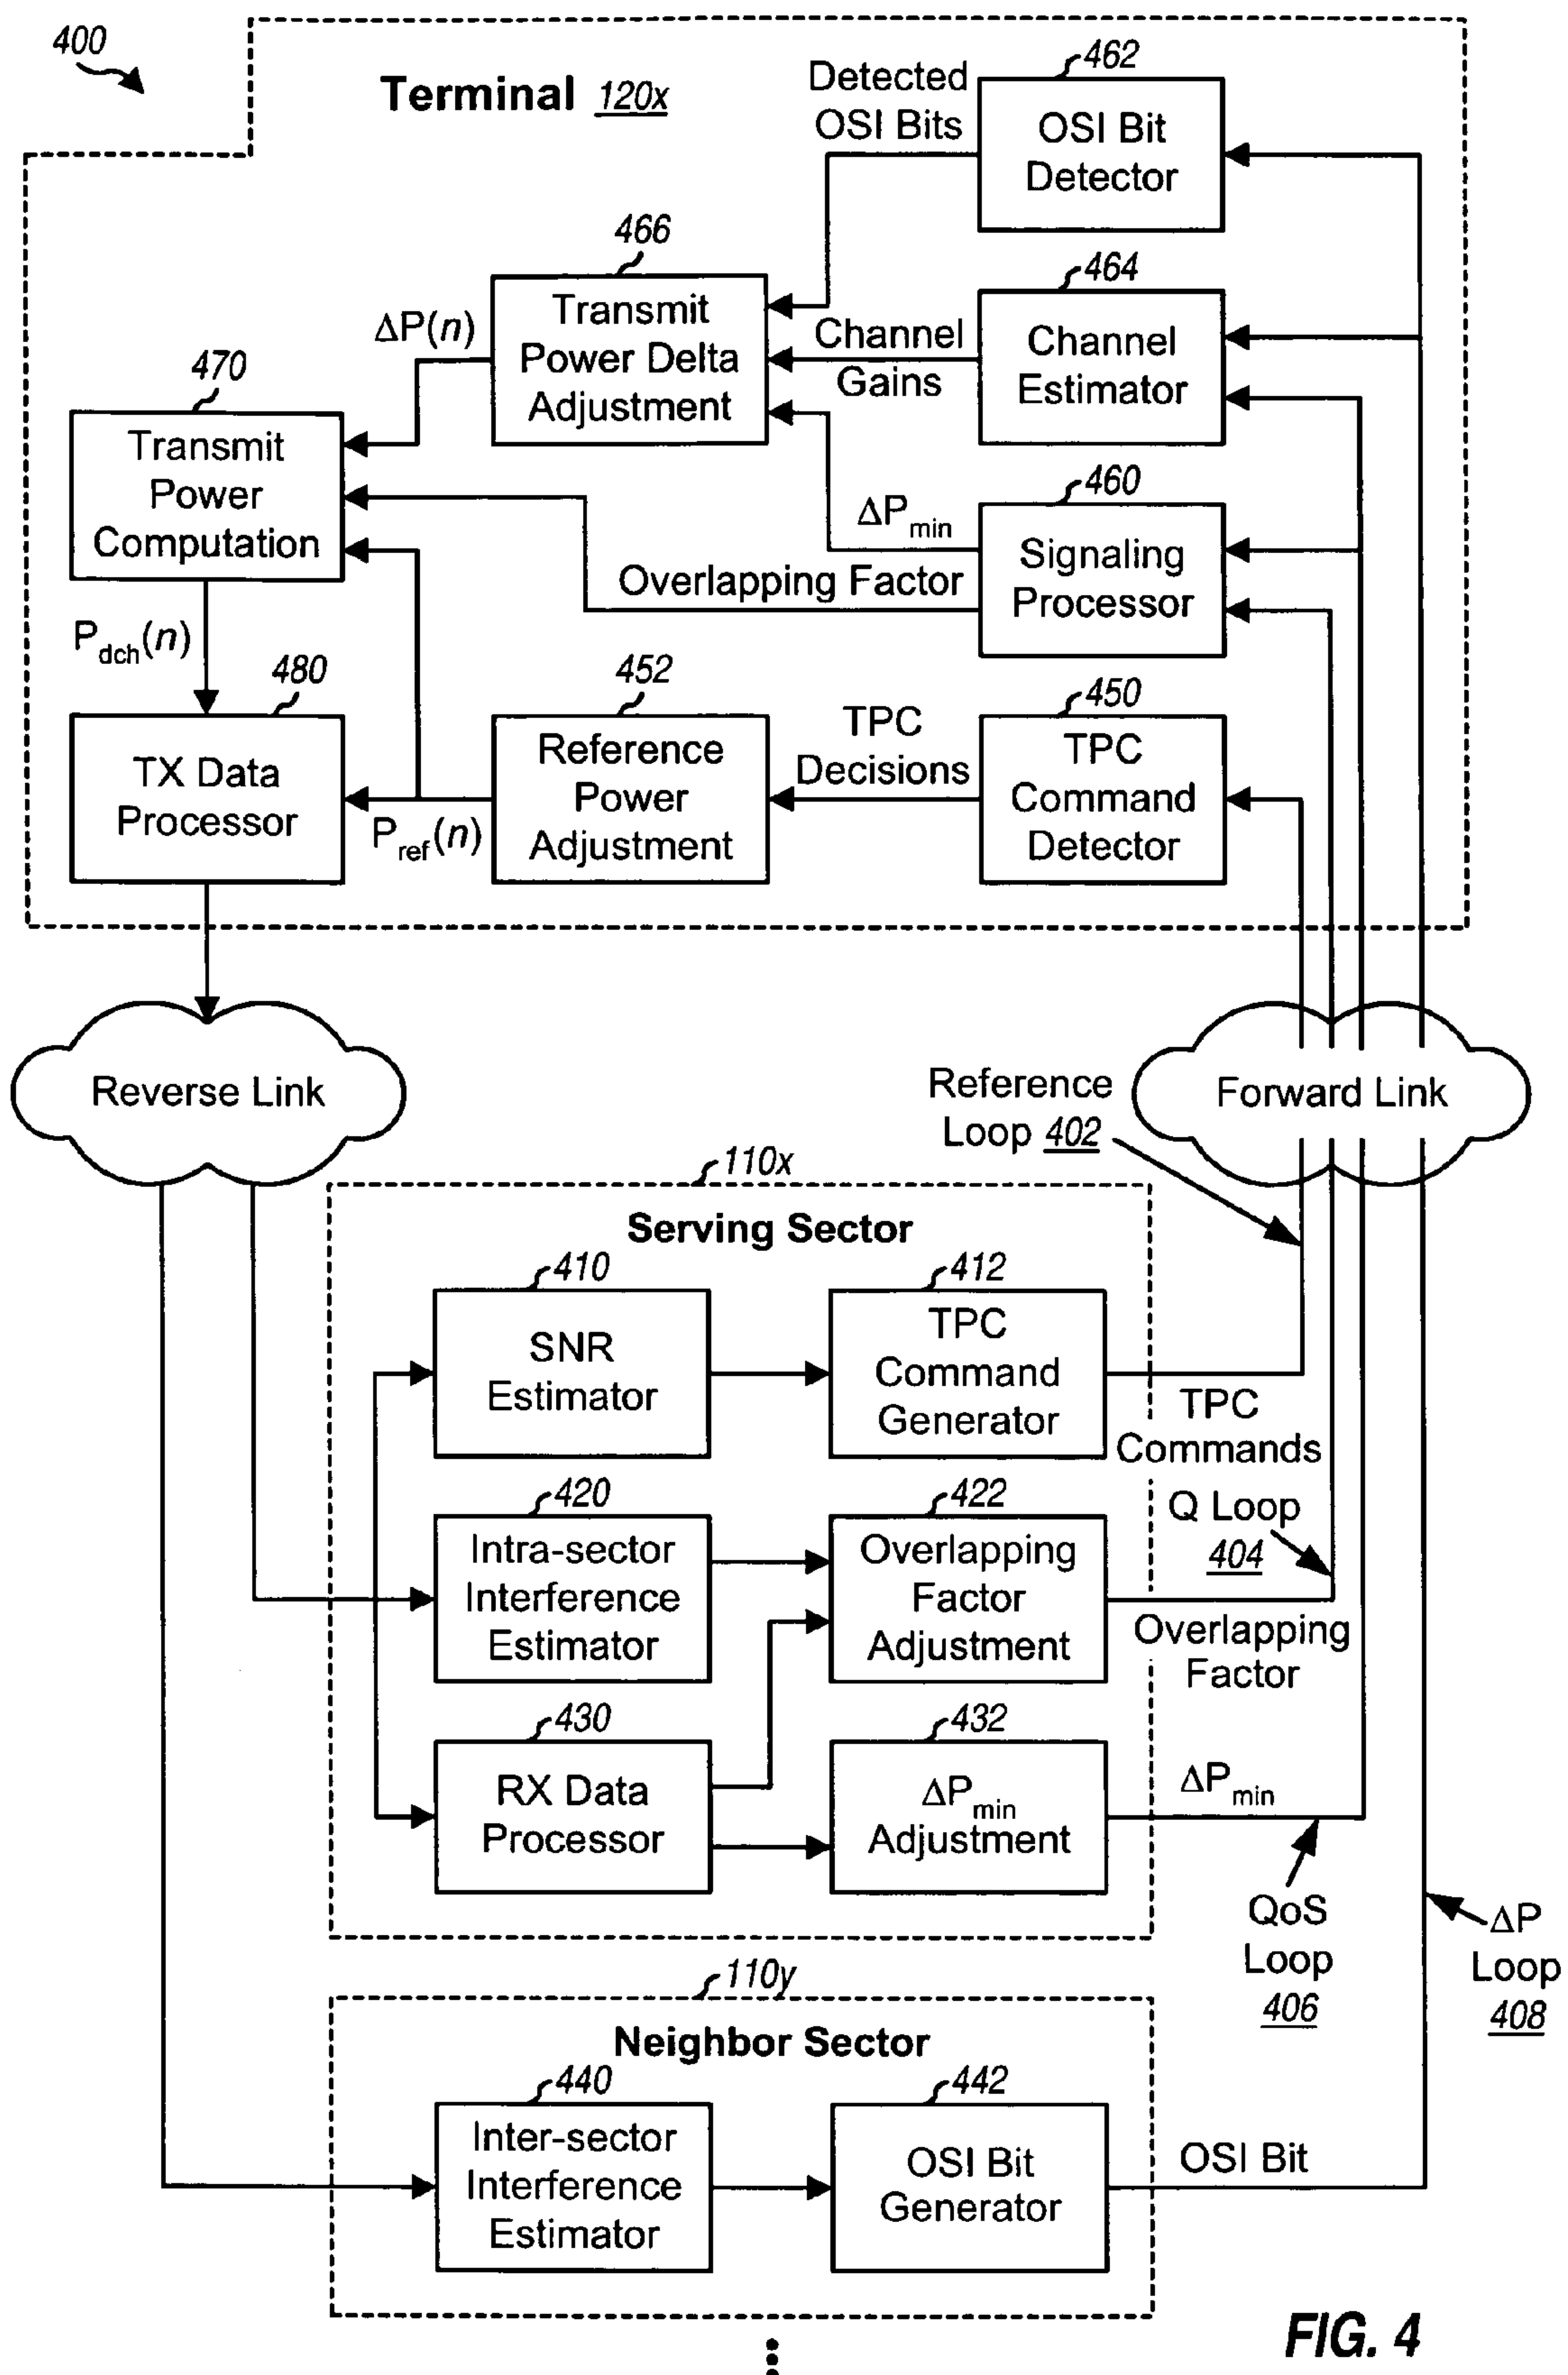 400
Terminal 120x
Detected
OSI Bits
462
OSI Bit
Detector
466
Transmit
Power Delta
Adjustment
464
Channel
Estimator
Channel
Gains
ΔP(n)
470
Transmit
Power
Computation
460
Signaling
Processor
ΔPmin
Overlapping Factor
Pdch(n)
480
TX Data
Processor
452
Reference
Power
Adjustment
TPC
Decisions
450
TPC
Command
Detector
Pref(n)
Reverse Link
Forward Link
Reference
Loop 402
110x
Serving Sector
410
SNR
Estimator
412
TPC
Command
Generator
TPC
Commands
420
Intra-sector
Interference
Estimator
422
Overlapping
Factor
Adjustment
Q Loop
404
Overlapping
Factor
430
RX Data
Processor
432
ΔPmin
Adjustment
ΔPmin
QoS
Loop
406
ΔP
Loop
408
110y
Neighbor Sector
440
Inter-sector
Interference
Estimator
442
OSI Bit
Generator
OSI Bit
FIG. 4